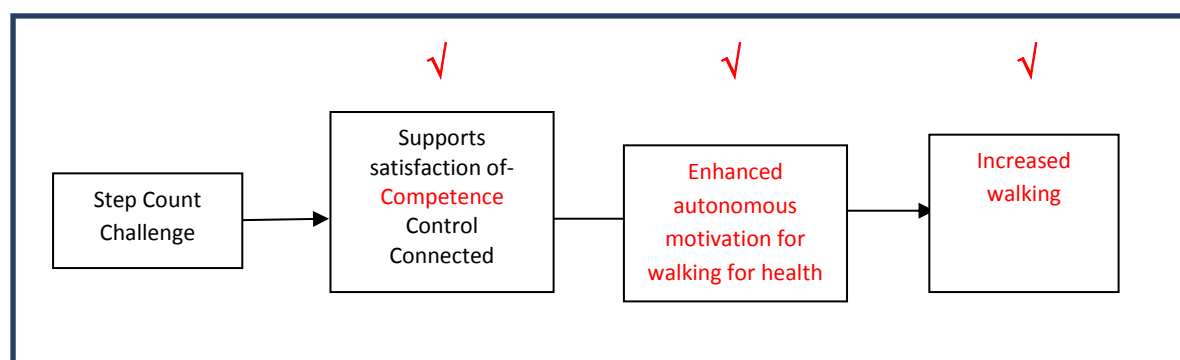 √ √ √
Step Count
Challenge
Supports
satisfaction of-
Competence
Control
Connected
Enhanced
autonomous
motivation for
walking for health
Increased
walking